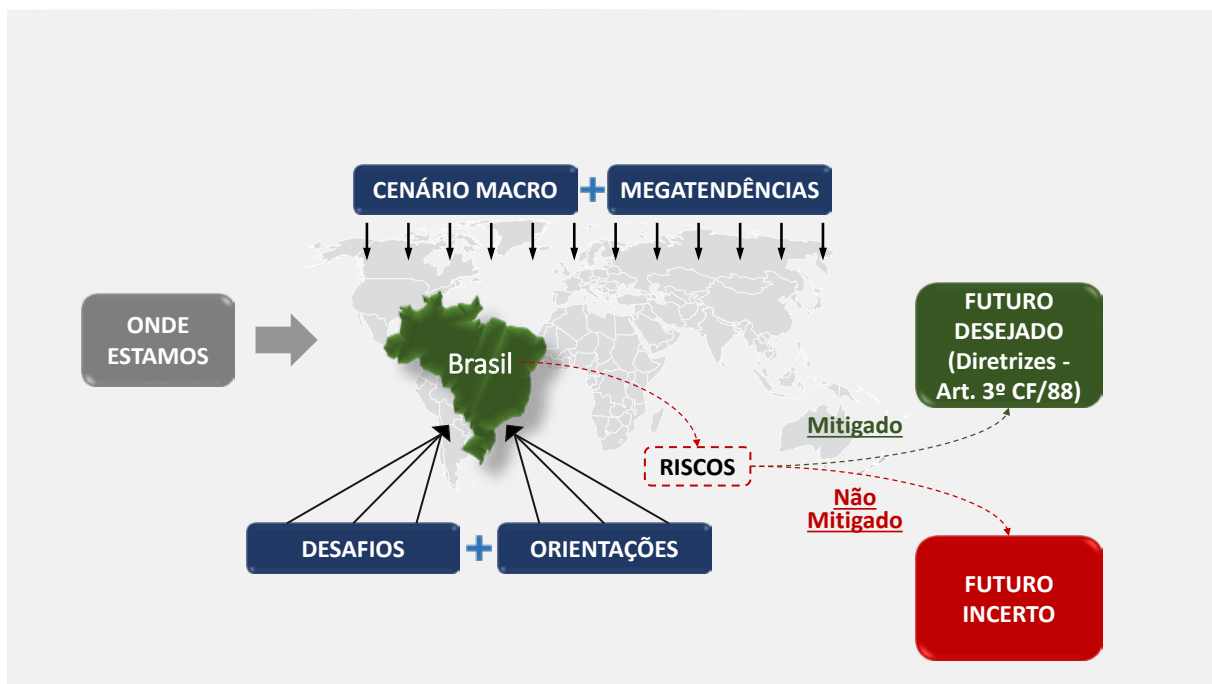 CENÁRIO MACRO + MEGATENDÊNCIAS
ONDE
ESTAMOS
Brasil
FUTURO
DESEJADO
(Diretrizes -
Art. 3º CF/88)
Mitigado
RISCOS
Não
Mitigado
DESAFIOS + ORIENTAÇÕES
FUTURO
INCERTO